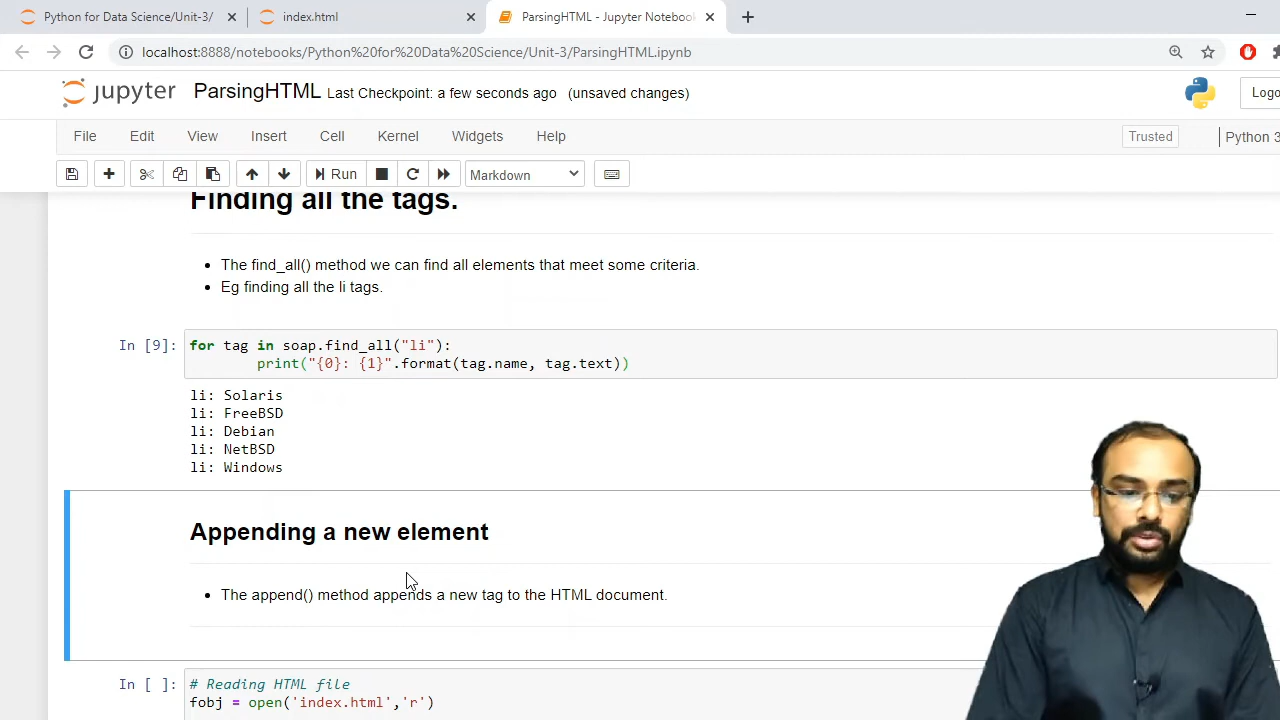 Python for Data Science/Unit-3/
index.html
ParsingHTML - Jupyter Noteboo
localhost:8888/notebooks/Python%20for%20Data%20Science/Unit-3/ParsingHTML.ipynb
jupyter ParsingHTML Last Checkpoint: a few seconds ago (unsaved changes)
Logo
File Edit View Insert Cell Kernel Widgets Help
Trusted
Python 3
Run
Markdown
Finding all the tags.
• The find_all() method we can find all elements that meet some criteria.
• Eg finding all the li tags.
In [9]: for tag in soap.find_all("li"):
print("{0}: {1}".format(tag.name, tag.text))
li: Solaris
li: FreeBSD
li: Debian
li: NetBSD
li: Windows
Appending a new element
• The append() method appends a new tag to the HTML document.
In [ ]: # Reading HTML file
fobj = open('index.html','r')